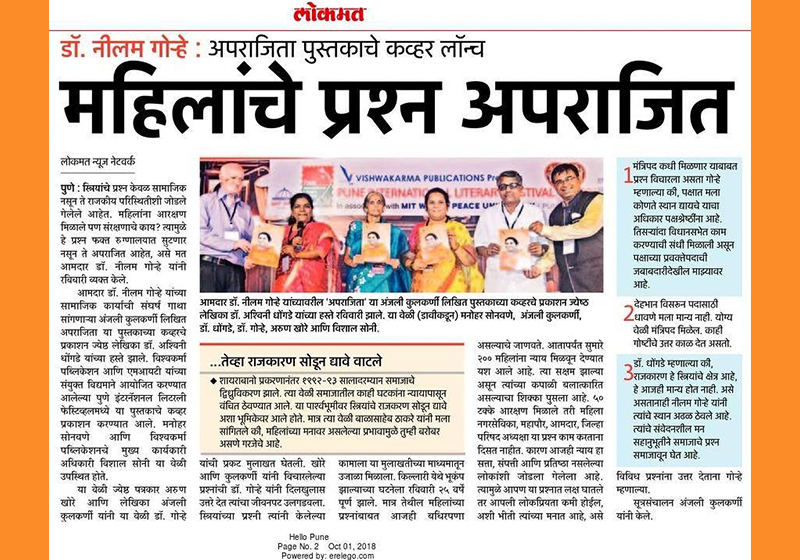 लोकमत
डॉ. नीलम गोऱ्हे : अपराजिता पुस्तकाचे कव्हर लॉन्च
महिलांचे प्रश्न अपराजित
लोकमत न्यूज नेटवर्क
पुणे : स्त्रियांचे प्रश्न केवळ सामाजिक
नसून ते राजकीय परिस्थितीशी जोडले
गेलेले आहेत. महिलांना आरक्षण
मिळाले पण संरक्षणाचे काय? त्यामुळे
हे प्रश्न फक्त रुग्णालयात सुटणार
नसून ते अपराजित आहेत, असे मत
आमदार डॉ. नीलम गोऱ्हे यांनी
रविवारी व्यक्त केले.
आमदार डॉ. नीलम गोऱ्हे यांच्या
सामाजिक कार्याची संघर्ष गाथा
सांगणाऱ्या अंजली कुलकर्णी लिखित
अपराजिता या पुस्तकाच्या कव्हरचे
प्रकाशन ज्येष्ठ लेखिका डॉ. अश्विनी
धोंगडे यांच्या हस्ते झाले. विश्वकर्मा
पब्लिकेशन आणि एमआयटी यांच्या
संयुक्त विद्यमाने आयोजित करण्यात
आलेल्या पुणे इंटरनॅशनल लिटररी
फेस्टिव्हलमध्ये या पुस्तकाचे कव्हर
प्रकाशन करण्यात आले. मनोहर
सोनवणे आणि विश्वकर्मा
पब्लिकेशनचे मुख्य कार्यकारी
अधिकारी विशाल सोनी या वेळी
उपस्थित होते.
या वेळी ज्येष्ठ पत्रकार अरुण
खोरे आणि लेखिका अंजली
कुलकर्णी यांनी या वेळी डॉ. गोऱ्हे
VISHWAKARMA PUBLICATIONS Pre
PUNE INTERNATIONAL LITERARY FESTIVAL
In association with MIT WORLD PEACE UNIVERSITY
आमदार डॉ. नीलम गोऱ्हे यांच्यावरील 'अपराजिता' या अंजली कुलकर्णी लिखित पुस्तकाच्या कव्हरचे प्रकाशन ज्येष्ठ
लेखिका डॉ. अश्विनी धोंगडे यांच्या हस्ते रविवारी झाले. या वेळी (डावीकडून) मनोहर सोनवणे, अंजली कुलकर्णी,
डॉ. धोंगडे, डॉ. गोऱ्हे, अरुण खोरे आणि विशाल सोनी.
...तेव्हा राजकारण सोडून द्यावे वाटले
◆ शायराबानो प्रकरणानंतर १९९२-९३ सालादरम्यान समाजाचे
द्विध्रुविकरण झाले. त्या वेळी समाजातील काही घटकांना न्यायापासून
वंचित ठेवण्यात आले. या पार्श्वभूमीवर स्त्रियांचे राजकरण सोडूर द्यावे
अशा भूमिकेवर आले होते. मात्र त्या वेळी बाळासाहेब ठाकरे यांनी मला
सांगितले की, महिलांच्या मनावर असलेल्या प्रभावामुळे तुम्ही बरोबर
असणे गरजेचे आहे.
यांची प्रकट मुलाखत घेतली. खोरे
आणि कुलकर्णी यांनी विचारलेल्या
प्रश्नांची डॉ. गोऱ्हे यांनी दिलखुलास
उत्तरे देत त्यांचा जीवनपट उलगडवला.
स्त्रियांच्या प्रश्नी त्यांनी केलेल्या
कामाला या मुलाखतीच्या माध्यमातून
उजाळा मिळाला. किल्लारी येथे भूकंप
झाल्याच्या घटनेला रविवारी २५ वर्षे
पूर्ण झाले. मात्र तेथील महिलांच्या
प्रश्नांबाबत आजही बधिरपणा
असल्याचे जाणवते. आतापर्यंत सुमारे
२०० महिलांना न्याय मिळवून देण्यात
यश आले आहे. त्या सक्षम झाल्या
असून त्यांच्या कपाळी बलात्कारित
असल्याचा शिक्का पुसला आहे. ५०
टक्के आरक्षण मिळाले तरी महिला
नगरसेविका, महापौर, आमदार, जिल्हा
परिषद अध्यक्षा या प्रश्न काम करताना
दिसत नाहीत. कारण आजही न्याय हा
सत्ता, संपत्ती आणि प्रतिष्ठा नसलेल्या
लोकांशी जोडला गेलेला आहे.
त्यामुळे आपण या प्रश्नात लक्ष घातले
तर आपली लोकप्रियता कमी होईल,
अशी भीती त्यांच्या मनात आहे, असे
1 मंत्रिपद कधी मिळणार याबाबत
प्रश्न विचारला असता गोऱ्हे
म्हणाल्या की, पक्षात मला
कोणते स्थान द्यायचे याचा
अधिकार पक्षश्रेष्ठींना आहे.
तिसऱ्यांदा विधानसभेत काम
करण्याची संधी मिळाली असून
पक्षाच्या प्रवक्तेपदाची
जबाबदारीदेखील माझ्यावर
आहे.
2 देहभान विसरून पदासाठी
धावणे मला मान्य नाही. योग्य
वेळी मंत्रिपद मिळेल. काही
गोष्टींचे उत्तर काळ देत असतो.
3 डॉ. धोंगडे म्हणाल्या की,
राजकारण हे स्त्रियांचे क्षेत्र आहे,
हे आजही मान्य होत नाही. असे
असतानाही नीलम गोऱ्हे यांनी
त्यांचे स्थान अढळ ठेवले आहे.
त्यांचे संवेदनशील मन
सहानुभूतीने समाजाचे प्रश्न
समाजावून घेत आहे.
विविध प्रश्नांना उत्तर देताना गोऱ्हे
म्हणाल्या.
सूत्रसंचालन अंजली कुलकर्णी
यांनी केले.
Hello Pune
Page No. 2 Oct 01, 2018
Powered by: erelego.com